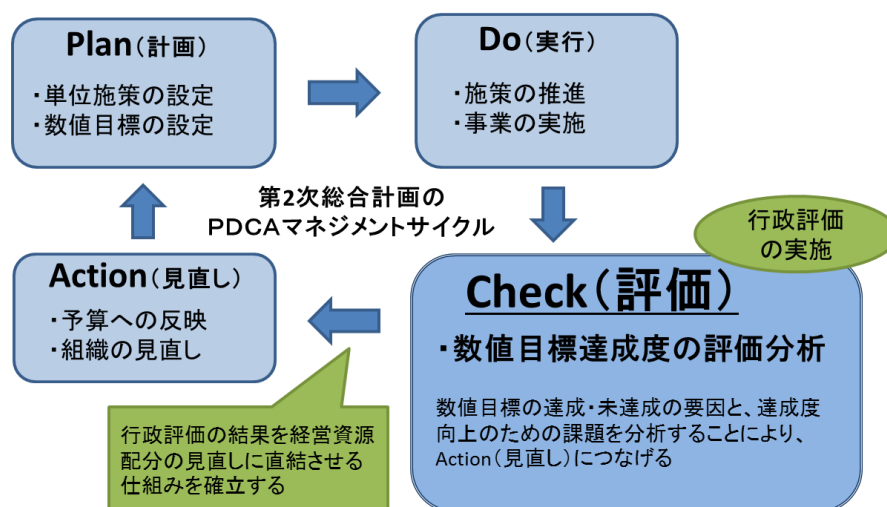 Plan(計画)
・単位施策の設定
・数値目標の設定
Do(実行)
・施策の推進
・事業の実施
第2次総合計画の
PDCAマネジメントサイクル
行政評価
の実施
Check(評価)
・数値目標達成度の評価分析
数値目標の達成・未達成の要因と、達成度
向上のための課題を分析することにより、
Action(見直し)につなげる
Action(見直し)
・予算への反映
・組織の見直し
行政評価の結果を経営資源
配分の見直しに直結させる
仕組みを確立する